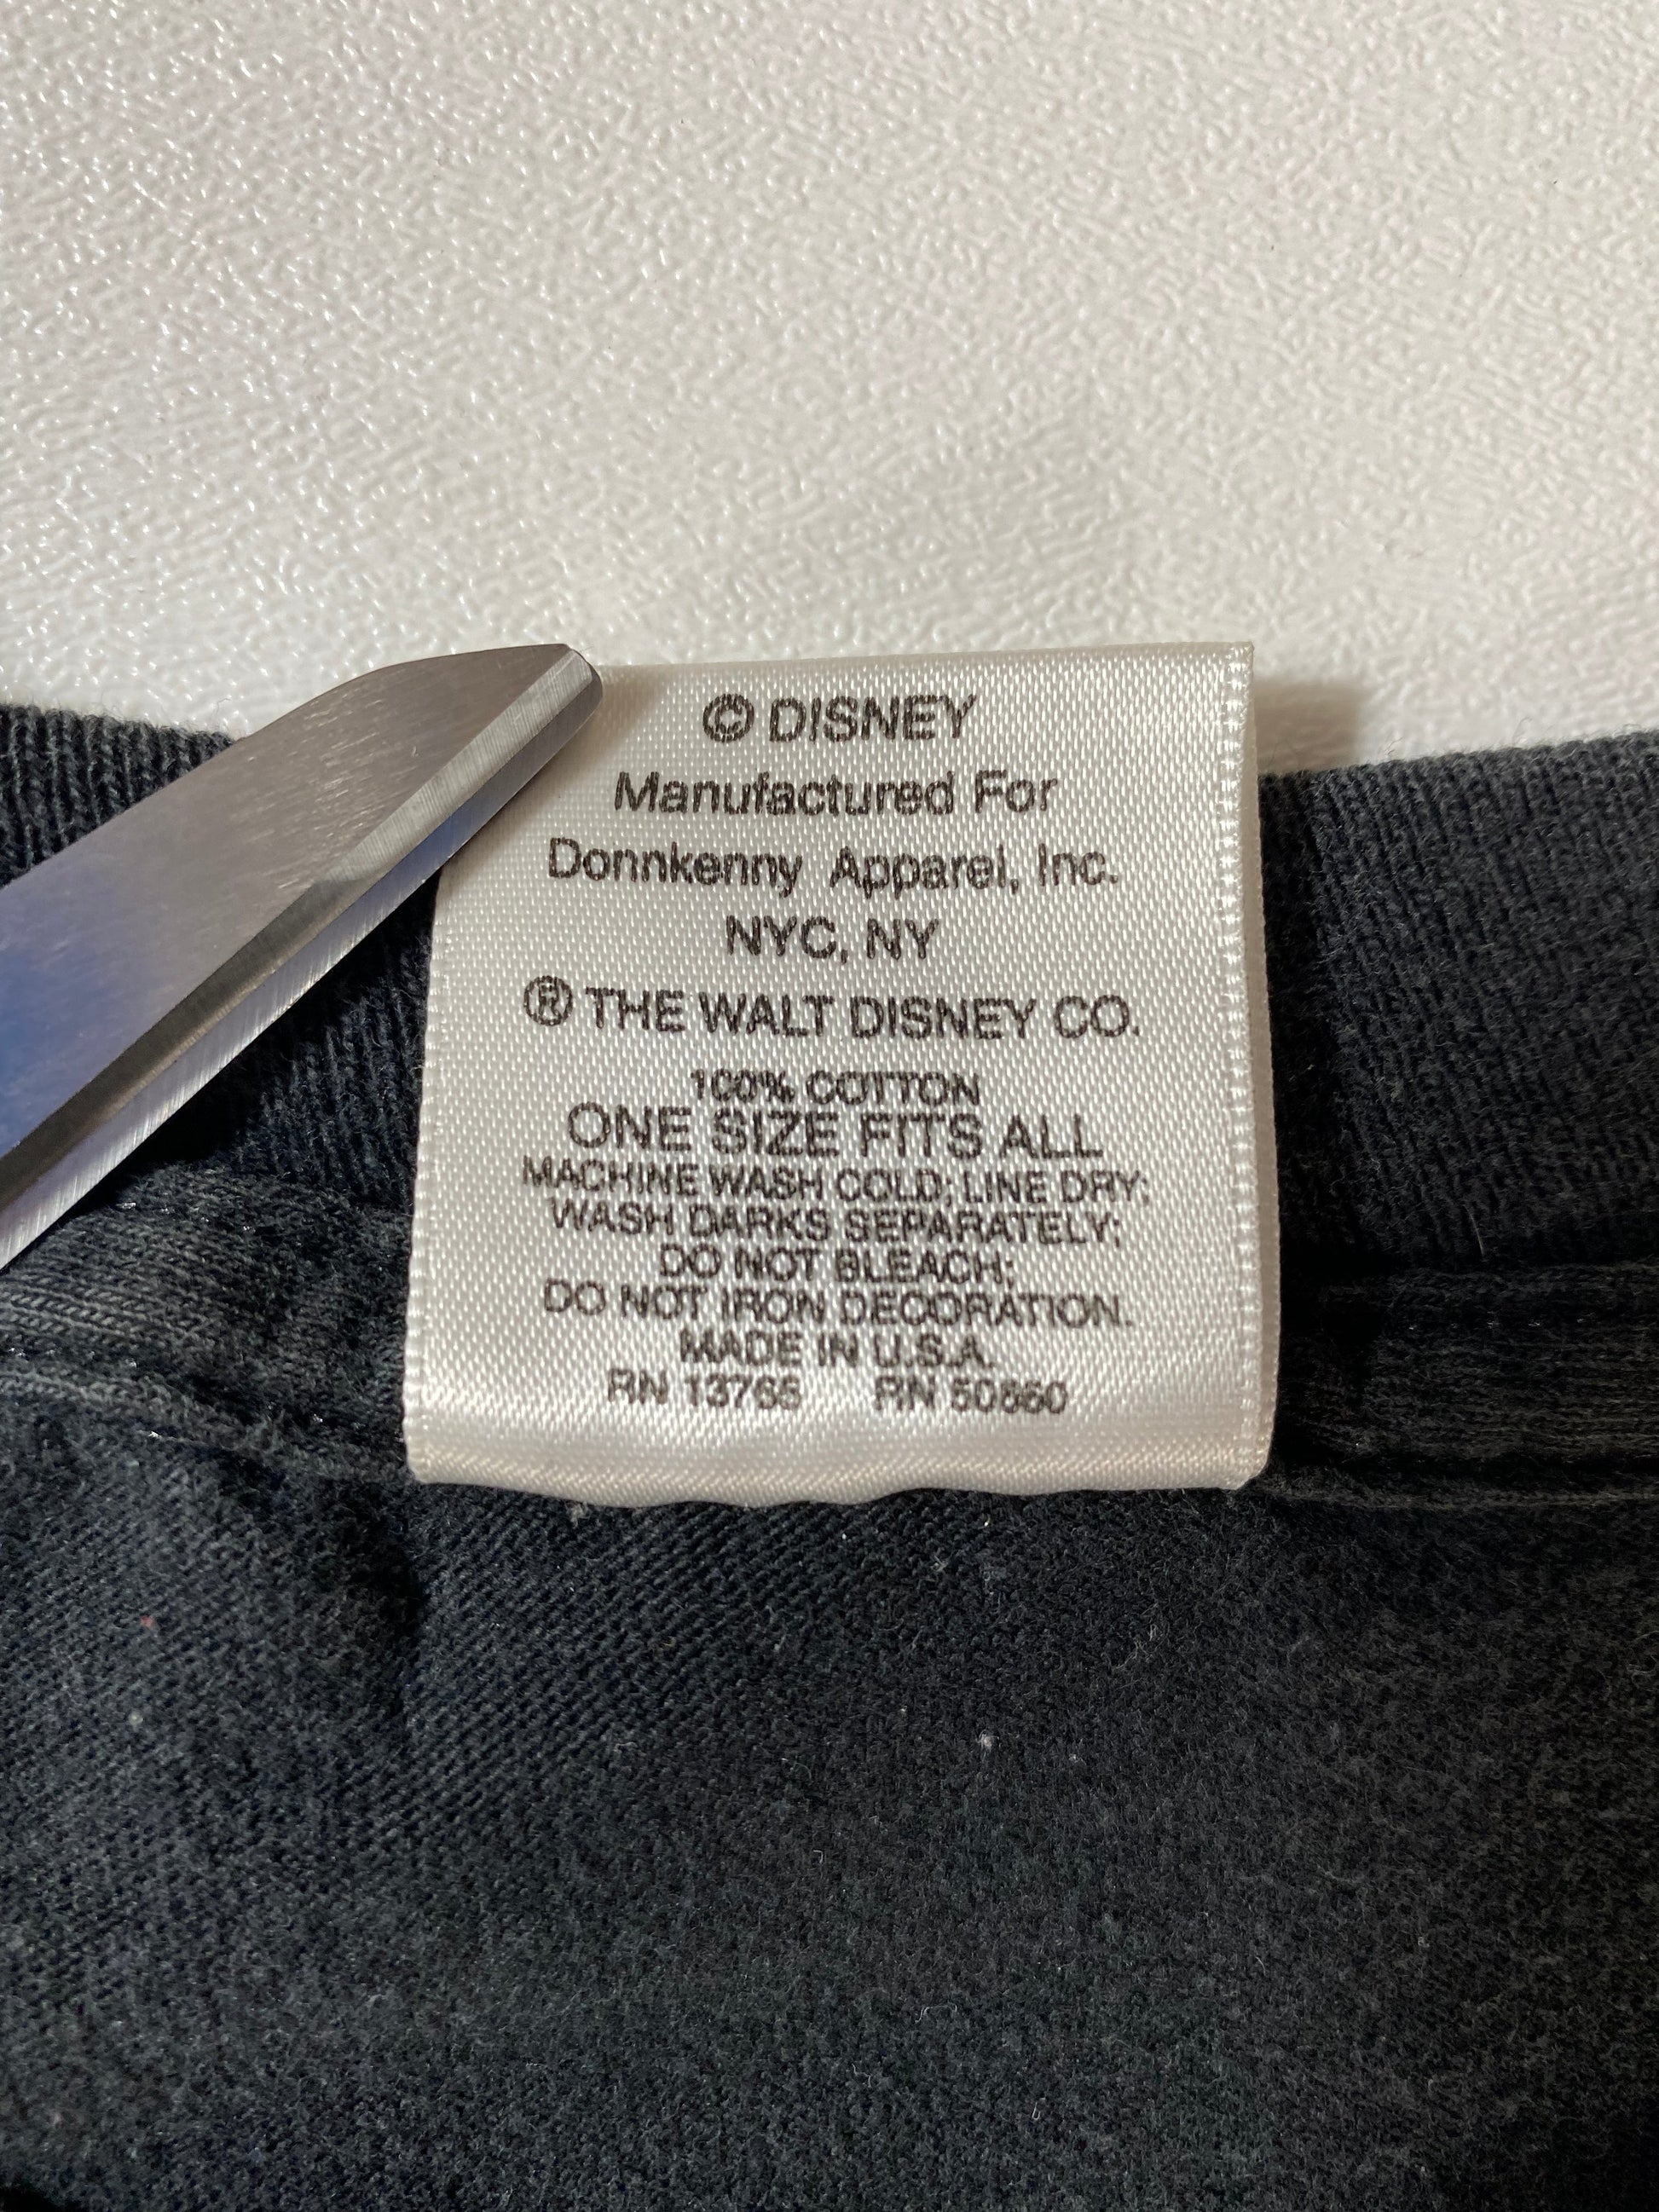 © DISNEY
Manufactured For
Donnkenny Apparel, Inc.
NYC, NY
® THE WALT DISNEY CO.
100% COTTON
ONE SIZE FITS ALL
MACHINE WASH COLD; LINE DRY;
WASH DARKS SEPARATELY;
DO NOT BLEACH;
DO NOT IRON DECORATION.
MADE IN U.S.A.
RN 13765 RN 50860